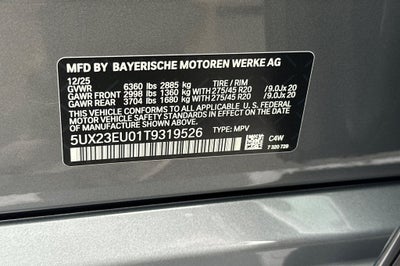 MFD BY BAYERISCHE MOTOREN WERKE AG
12/25
GVWR 6360 lbs 2885 kg TIRE / RIM
GAWR FRONT 2998 lbs 1360 kg WITH 275/45 R20 /9.0Jx 20
GAWR REAR 3704 lbs 1680 kg WITH 275/45 R20 /9.0Jx 20
THIS VEHICLE CONFORMS TO ALL APPLICABLE U.S. FEDERAL
MOTOR VEHICLE SAFETY STANDARDS IN EFFECT ON THE
DATE OF MANUFACTURE SHOWN ABOVE.
5UX23EU01T9319526 TYPE: MPV
C4W
7 320 729